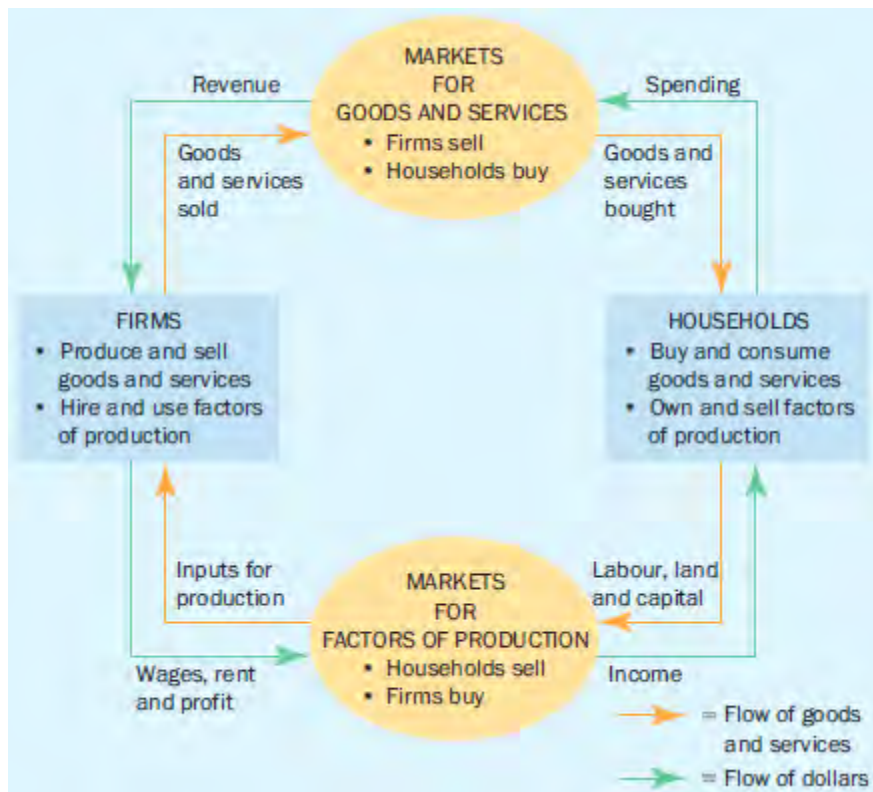 MARKETS
FOR
GOODS AND SERVICES
• Firms sell
• Households buy
Revenue
Spending
Goods
and services
sold
Goods and
services
bought
FIRMS
• Produce and sell
goods and services
• Hire and use factors
of production
HOUSEHOLDS
• Buy and consume
goods and services
• Own and sell factors
of production
Inputs for
production
Labour, land
and capital
MARKETS
FOR
FACTORS OF PRODUCTION
• Households sell
• Firms buy
Wages, rent
and profit
Income
= Flow of goods
and services
= Flow of dollars